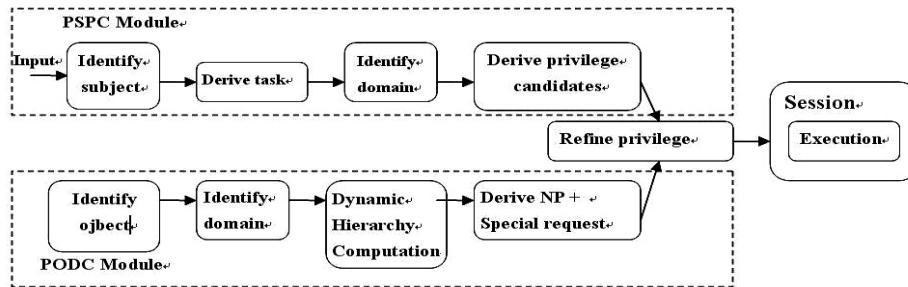 PSPC Module
Input
Identify
subject
Derive task
Identify
domain
Derive privilege
candidates
Refine privilege
Session
Execution
Identify
ojbect
Identify
domain
Dynamic
Hierarchy
Computation
Derive NP +
Special request
PODC Module